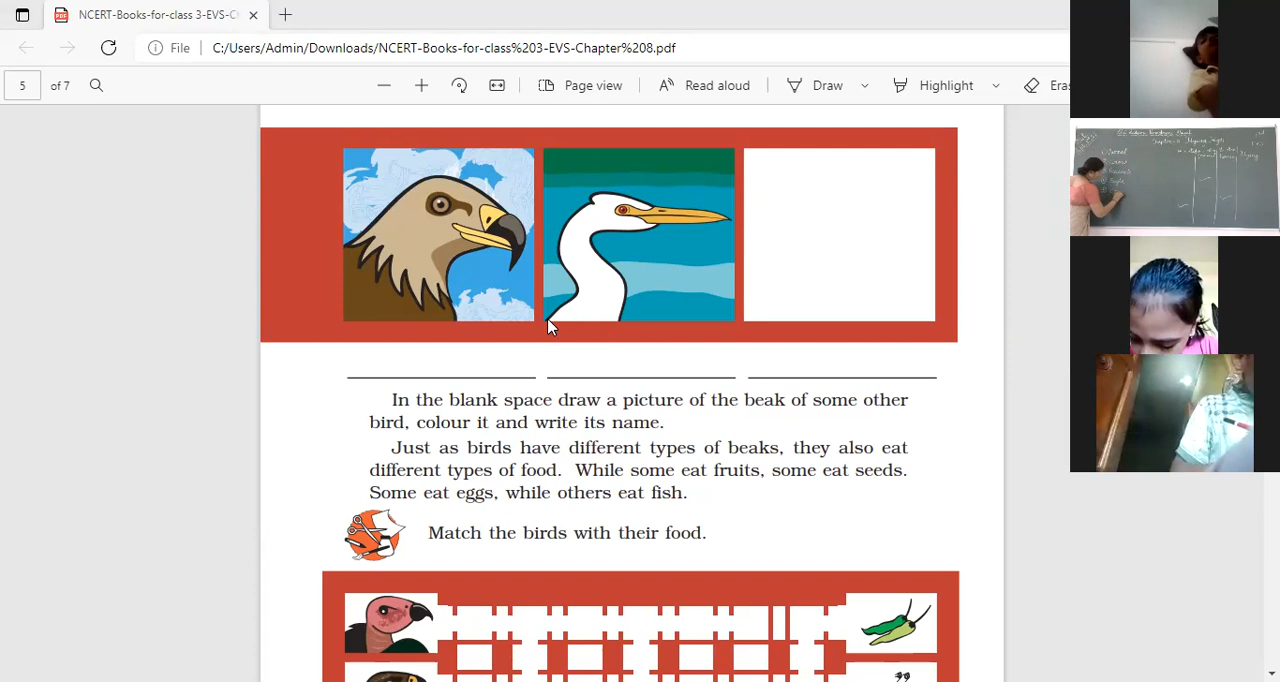 NCERT-Books-for-class 3-EVS-C
File
C:/Users/Admin/Downloads/NCERT-Books-for-class%203-EVS-Chapter%208.pdf
5 of 7
Page view
Read aloud
Draw
Highlight
Eras
In the blank space draw a picture of the beak of some other
bird, colour it and write its name.
Just as birds have different types of beaks, they also eat
different types of food. While some eat fruits, some eat seeds.
Some eat eggs, while others eat fish.
Match the birds with their food.